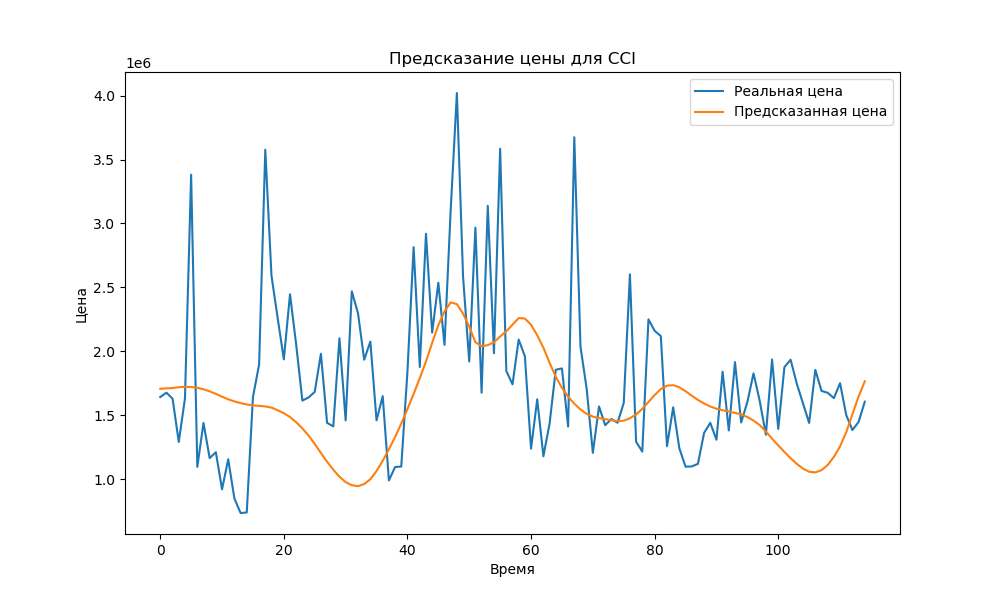 Предсказание цены для CCI
1e6
Реальная цена
Предсказанная цена
4.0
3.5
3.0
2.5
2.0
1.5
1.0
Цена
0
20
40
60
80
100
Время